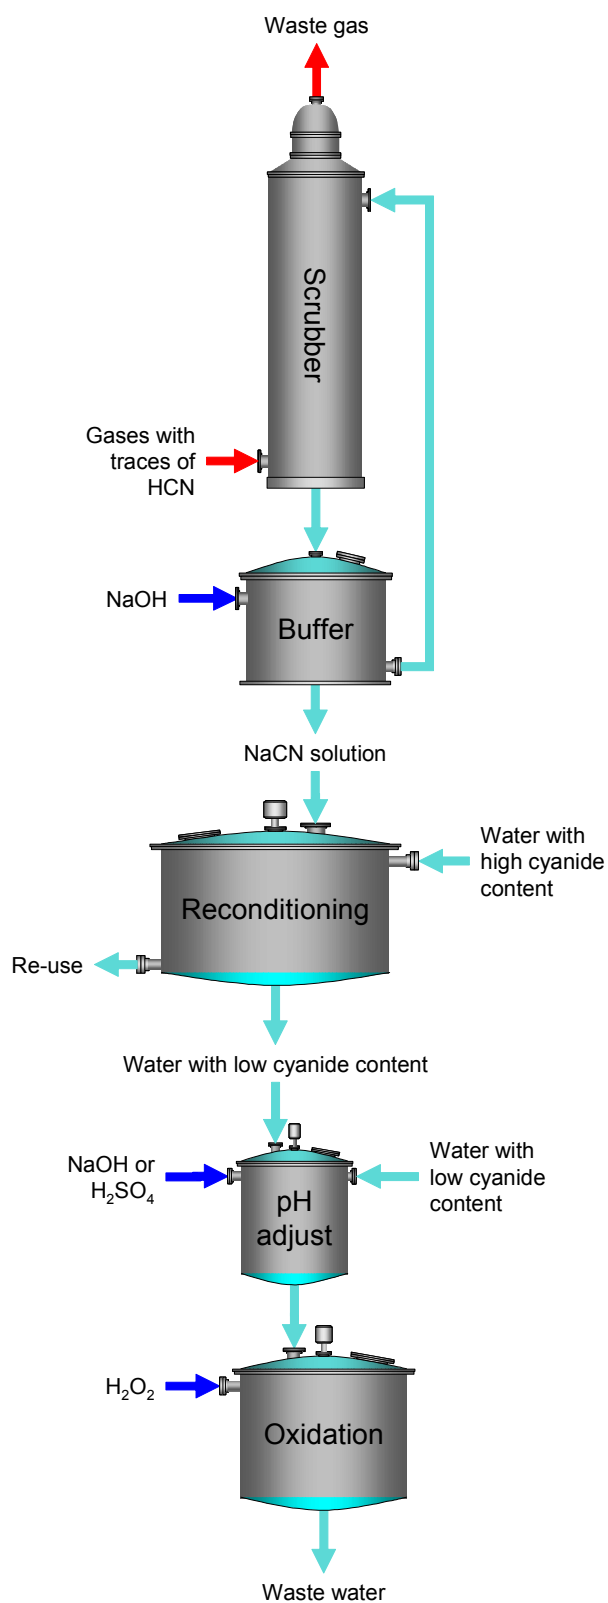 Waste gas
Scrubber
Gases with
traces of
HCN
NaOH
Buffer
NaCN solution
Water with
high cyanide
content
Reconditioning
Re-use
Water with low cyanide content
NaOH or
H₂SO₄
Water with
low cyanide
content
pH
adjust
H₂O₂
Oxidation
Waste water